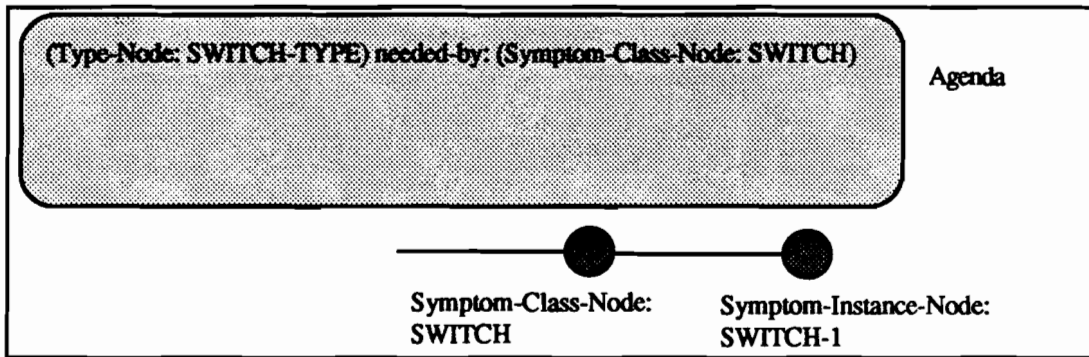 (Type-Node: SWITCH-TYPE) needed-by: (Symptom-Class-Node: SWITCH)
Agenda
Symptom-Class-Node:
SWITCH
Symptom-Instance-Node:
SWITCH-1